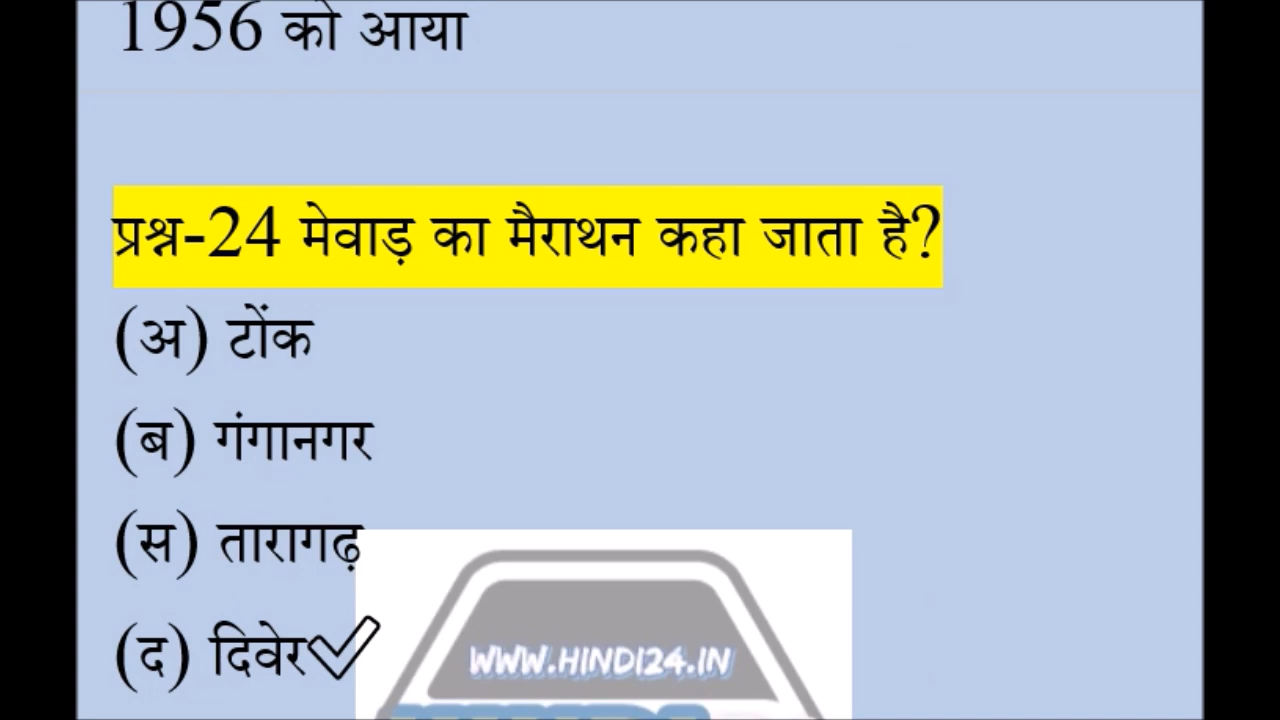 1956 को आया
प्रश्न-24 मेवाड़ का मैराथन कहा जाता है?
(अ) टोंक
(ब) गंगानगर
(स) तारागढ़
(द) दिवेर✓
WWW.HINDI24.IN